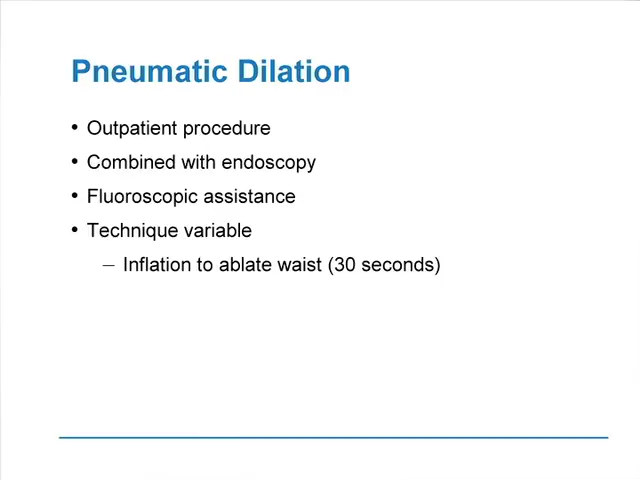 Pneumatic Dilation
• Outpatient procedure
• Combined with endoscopy
• Fluoroscopic assistance
• Technique variable
– Inflation to ablate waist (30 seconds)